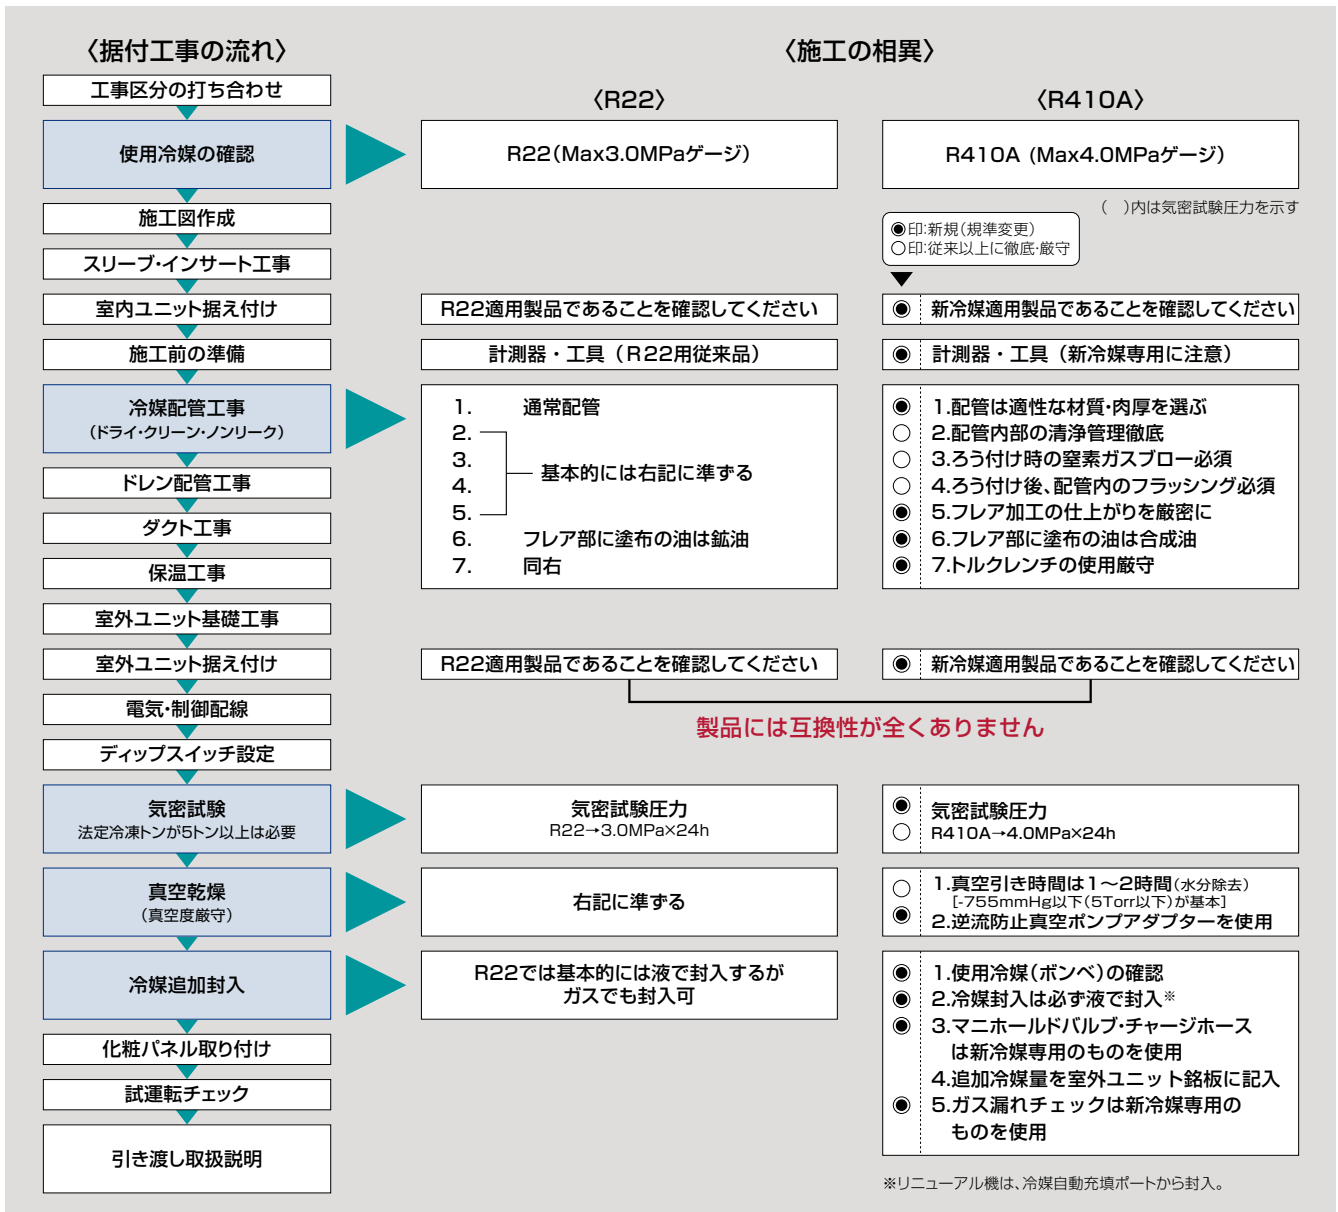 〈据付工事の流れ〉
〈施工の相異〉
工事区分の打ち合わせ
〈R22〉
〈R410A〉
使用冷媒の確認
R22(Max3.0MPaゲージ)
R410A (Max4.0MPaゲージ)
(　)内は気密試験圧力を示す
施工図作成
◉印:新規(規準変更)
○印:従来以上に徹底・厳守
スリーブ・インサート工事
室内ユニット据え付け
R22適用製品であることを確認してください
◉ 新冷媒適用製品であることを確認してください
施工前の準備
計測器・工具(R22用従来品)
◉ 計測器・工具(新冷媒専用に注意)
冷媒配管工事
(ドライ・クリーン・ノンリーク)
1. 通常配管
2.
3.
4.
5.
基本的には右記に準ずる
6. フレア部に塗布の油は鉱油
7. 同右
◉ 1.配管は適性な材質・肉厚を選ぶ
○ 2.配管内部の清浄管理徹底
○ 3.ろう付け時の窒素ガスブロー必須
○ 4.ろう付け後、配管内のフラッシング必須
◉ 5.フレア加工の仕上がりを厳密に
◉ 6.フレア部に塗布の油は合成油
◉ 7.トルクレンチの使用厳守
ドレン配管工事
ダクト工事
保温工事
室外ユニット基礎工事
室外ユニット据え付け
R22適用製品であることを確認してください
◉ 新冷媒適用製品であることを確認してください
製品には互換性が全くありません
電気・制御配線
ディップスイッチ設定
気密試験
法定冷凍トンが5トン以上は必要
気密試験圧力
R22→3.0MPa×24h
◉ 気密試験圧力
○ R410A→4.0MPa×24h
真空乾燥
(真空度厳守)
右記に準ずる
○ 1.真空引き時間は1〜2時間(水分除去)
[-755mmHg以下(5Torr以下)が基本]
◉ 2.逆流防止真空ポンプアダプターを使用
冷媒追加封入
R22では基本的には液で封入するが
ガスでも封入可
◉ 1.使用冷媒(ボンベ)の確認
◉ 2.冷媒封入は必ず液で封入※
◉ 3.マニホールドバルブ・チャージホース
は新冷媒専用のものを使用
4.追加冷媒量を室外ユニット銘板に記入
◉ 5.ガス漏れチェックは新冷媒専用の
ものを使用
化粧パネル取り付け
試運転チェック
引き渡し取扱説明
※リニューアル機は、冷媒自動充填ポートから封入。